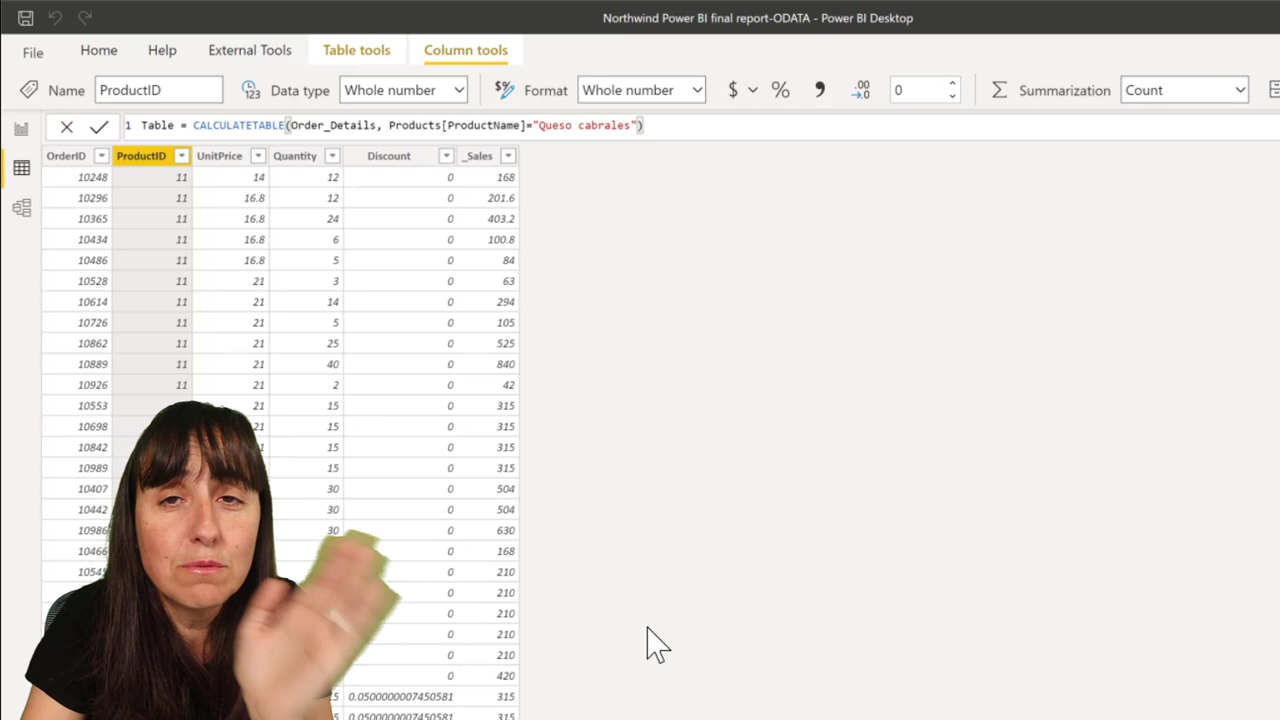 Northwind Power BI final report-ODATA - Power BI Desktop
File Home Help External Tools Table tools Column tools
Name ProductID Data type Whole number Format Whole number $ % , .00 0 Summarization Count
1 Table = CALCULATETABLE(Order_Details, Products[ProductName]="Queso cabrales")
OrderID ProductID UnitPrice Quantity Discount _Sales
10248 11 14 12 0 168
10296 11 16.8 12 0 201.6
10365 11 16.8 24 0 403.2
10434 11 16.8 6 0 100.8
10486 11 16.8 5 0 84
10528 11 21 3 0 63
10614 11 21 14 0 294
10726 11 21 5 0 105
10862 11 21 25 0 525
10889 11 21 40 0 840
10926 11 21 2 0 42
10553 21 15 0 315
10698 21 15 0 315
10842 15 0 315
10989 15 0 315
10407 30 0 504
10442 30 0 504
10986 30 0 630
10466 0 168
0 210
0 210
0 210
0 210
0 210
0 420
0.0500000007450581 315
0.0500000007450581 315